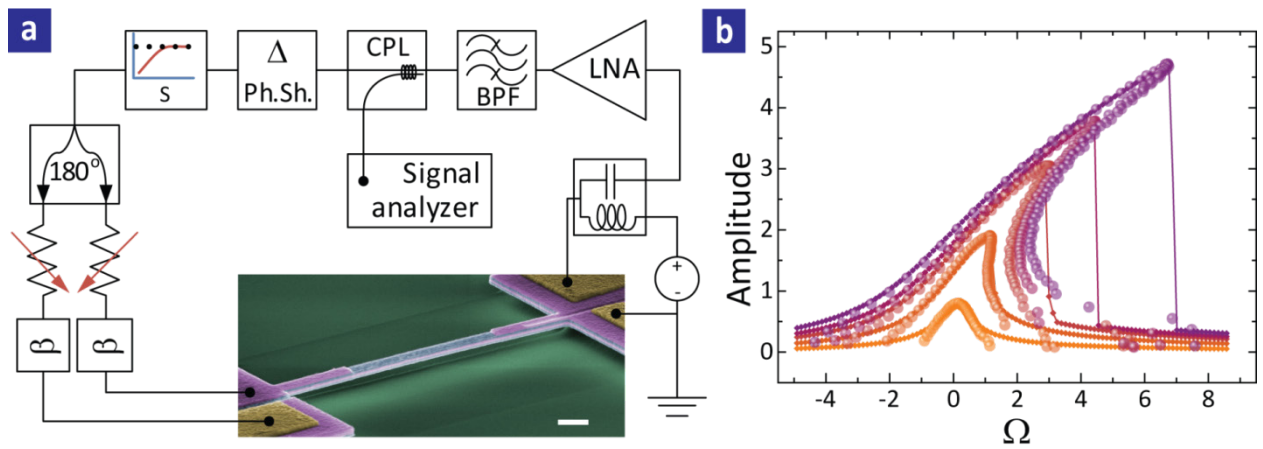 a
S
Δ
Ph.Sh.
CPL
BPF
LNA
180°
Signal
analyzer
+
-
β
β
b
Amplitude
5
4
3
2
1
0
-4 -2 0 2 4 6 8
Ω